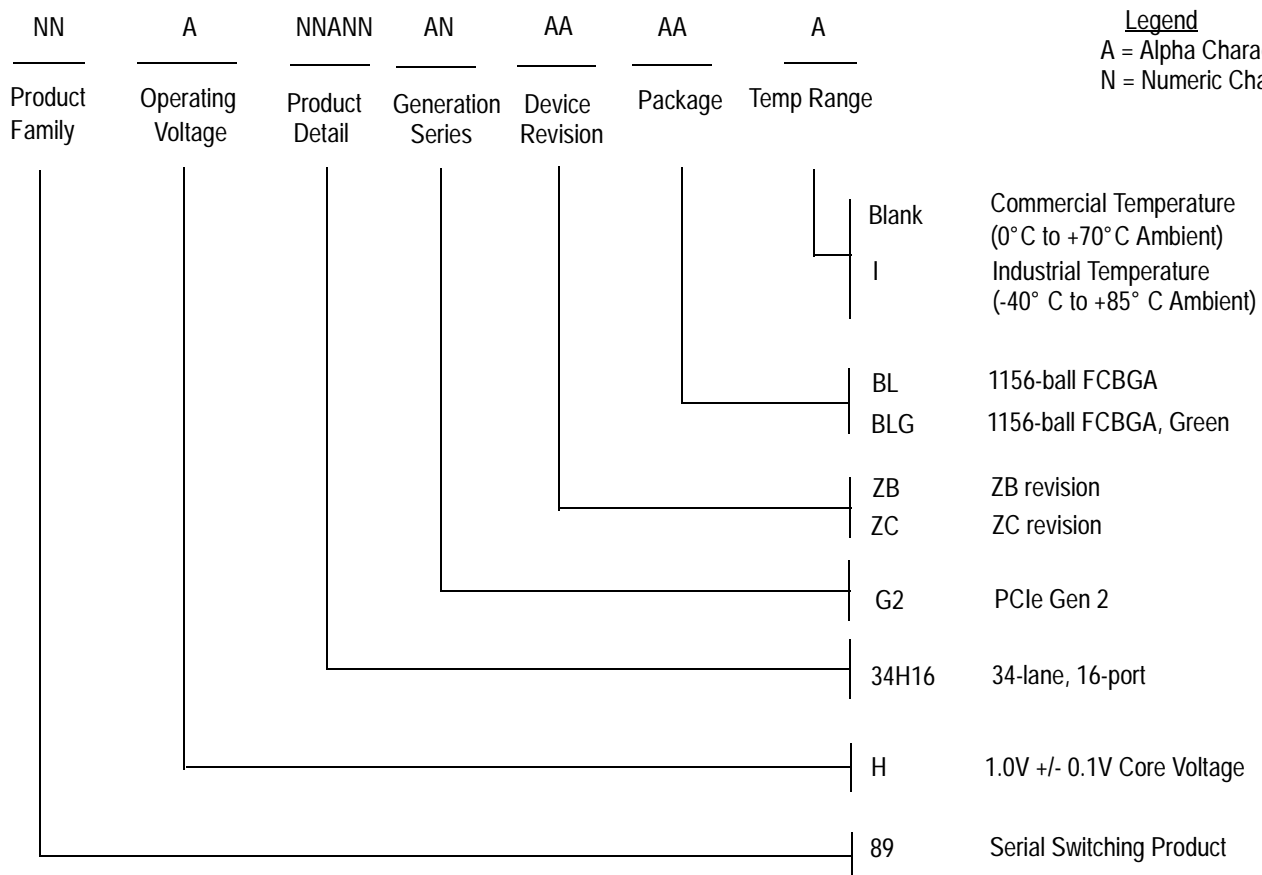 NN A NNANN AN AA AA A
Legend
A = Alpha Chara
N = Numeric Cha
Product Family
Operating Voltage
Product Detail
Generation Series
Device Revision
Package
Temp Range
Blank Commercial Temperature
(0°C to +70°C Ambient)
I Industrial Temperature
(-40° C to +85° C Ambient)
BL 1156-ball FCBGA
BLG 1156-ball FCBGA, Green
ZB ZB revision
ZC ZC revision
G2 PCIe Gen 2
34H16 34-lane, 16-port
H 1.0V +/- 0.1V Core Voltage
89 Serial Switching Product